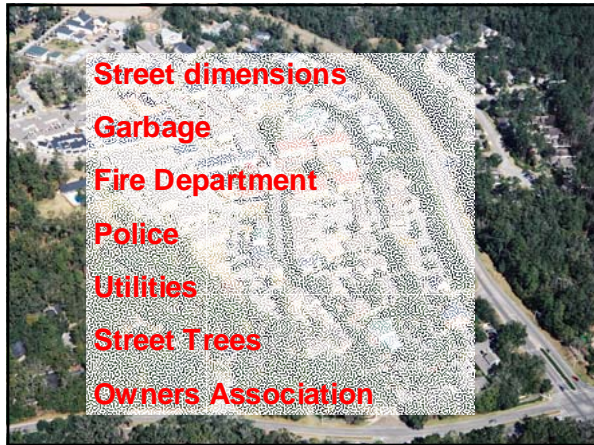 Street dimensions
Garbage
Fire Department
Police
Utilities
Street Trees
Owners Association